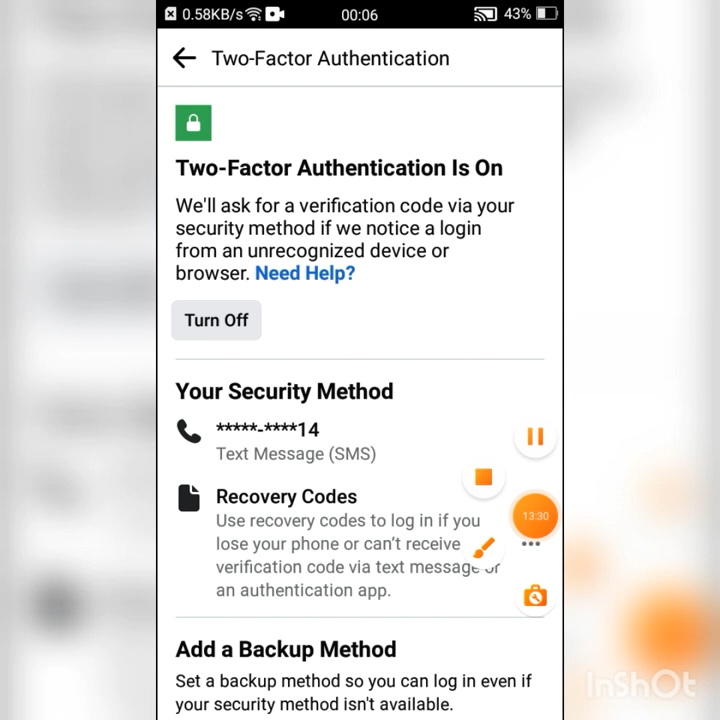 0.58KB/s 00:06 43%
Two-Factor Authentication
Two-Factor Authentication Is On
We'll ask for a verification code via your
security method if we notice a login
from an unrecognized device or
browser. Need Help?
Turn Off
Your Security Method
*****-****14
Text Message (SMS)
Recovery Codes
Use recovery codes to log in if you
lose your phone or can't receive
verification code via text message or
an authentication app.
13:30
Add a Backup Method
Set a backup method so you can log in even if
your security method isn't available.
InShOt